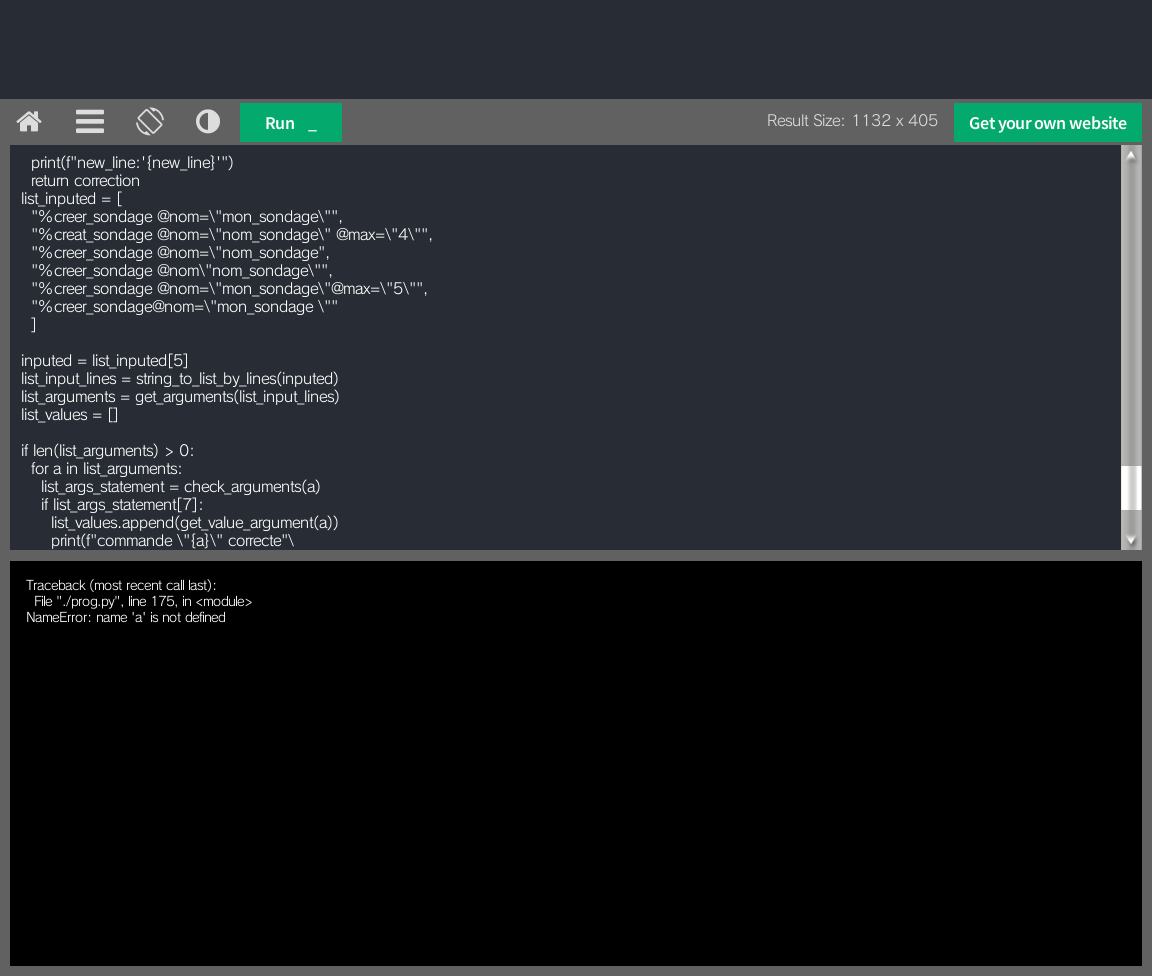 Run _
Result Size: 1132 x 405
Get your own website
print(f"new_line:'{new_line}'")
return correction
list_inputed = [
"%creer_sondage @nom=\"mon_sondage\"",
"%creat_sondage @nom=\"nom_sondage\" @max=\"4\"",
"%creer_sondage @nom=\"nom_sondage",
"%creer_sondage @nom\"nom_sondage\"",
"%creer_sondage @nom=\"mon_sondage\"@max=\"5\"",
"%creer_sondage@nom=\"mon_sondage \""
]
inputed = list_inputed[5]
list_input_lines = string_to_list_by_lines(inputed)
list_arguments = get_arguments(list_input_lines)
list_values = []
if len(list_arguments) > 0:
for a in list_arguments:
list_args_statement = check_arguments(a)
if list_args_statement[7]:
list_values.append(get_value_argument(a))
print(f"commande \"{a}\" correcte"\
Traceback (most recent call last):
File "./prog.py", line 175, in <module>
NameError: name 'a' is not defined